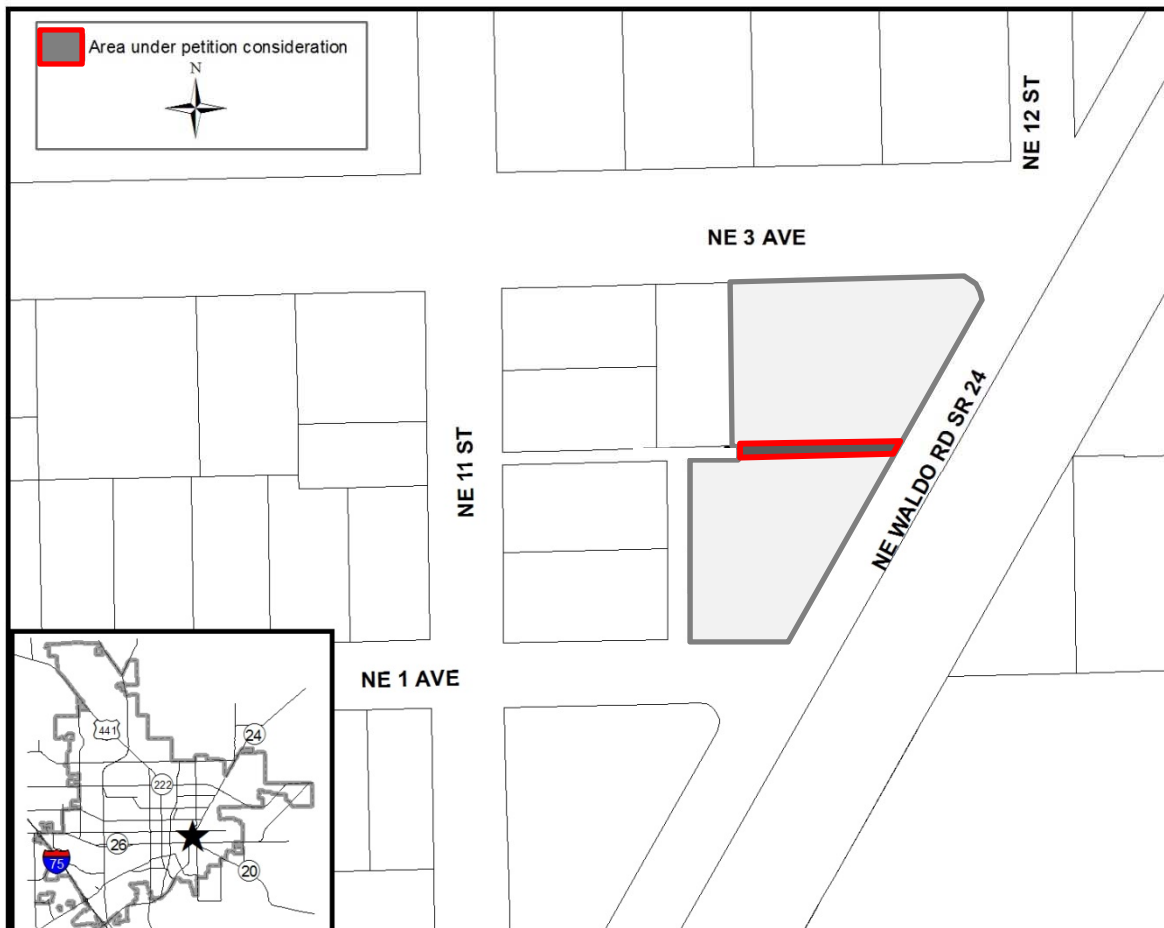 Area under petition consideration
N
NE 12 ST
NE 3 AVE
NE 11 ST
NE WALDO RD SR 24
NE 1 AVE
441
24
222
26
75
20